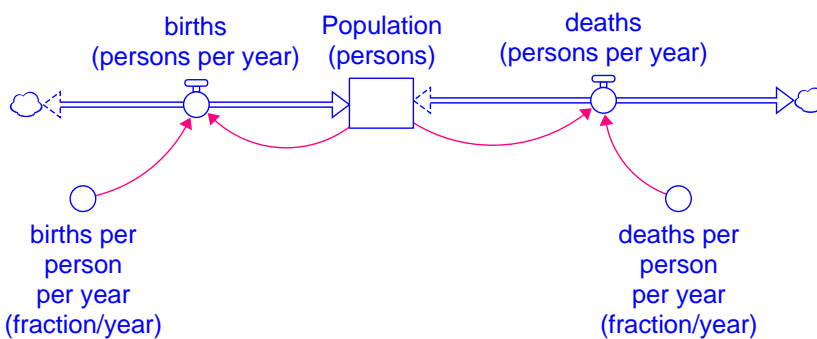 births
(persons per year)
Population
(persons)
deaths
(persons per year)
births per
person
per year
(fraction/year)
deaths per
person
per year
(fraction/year)